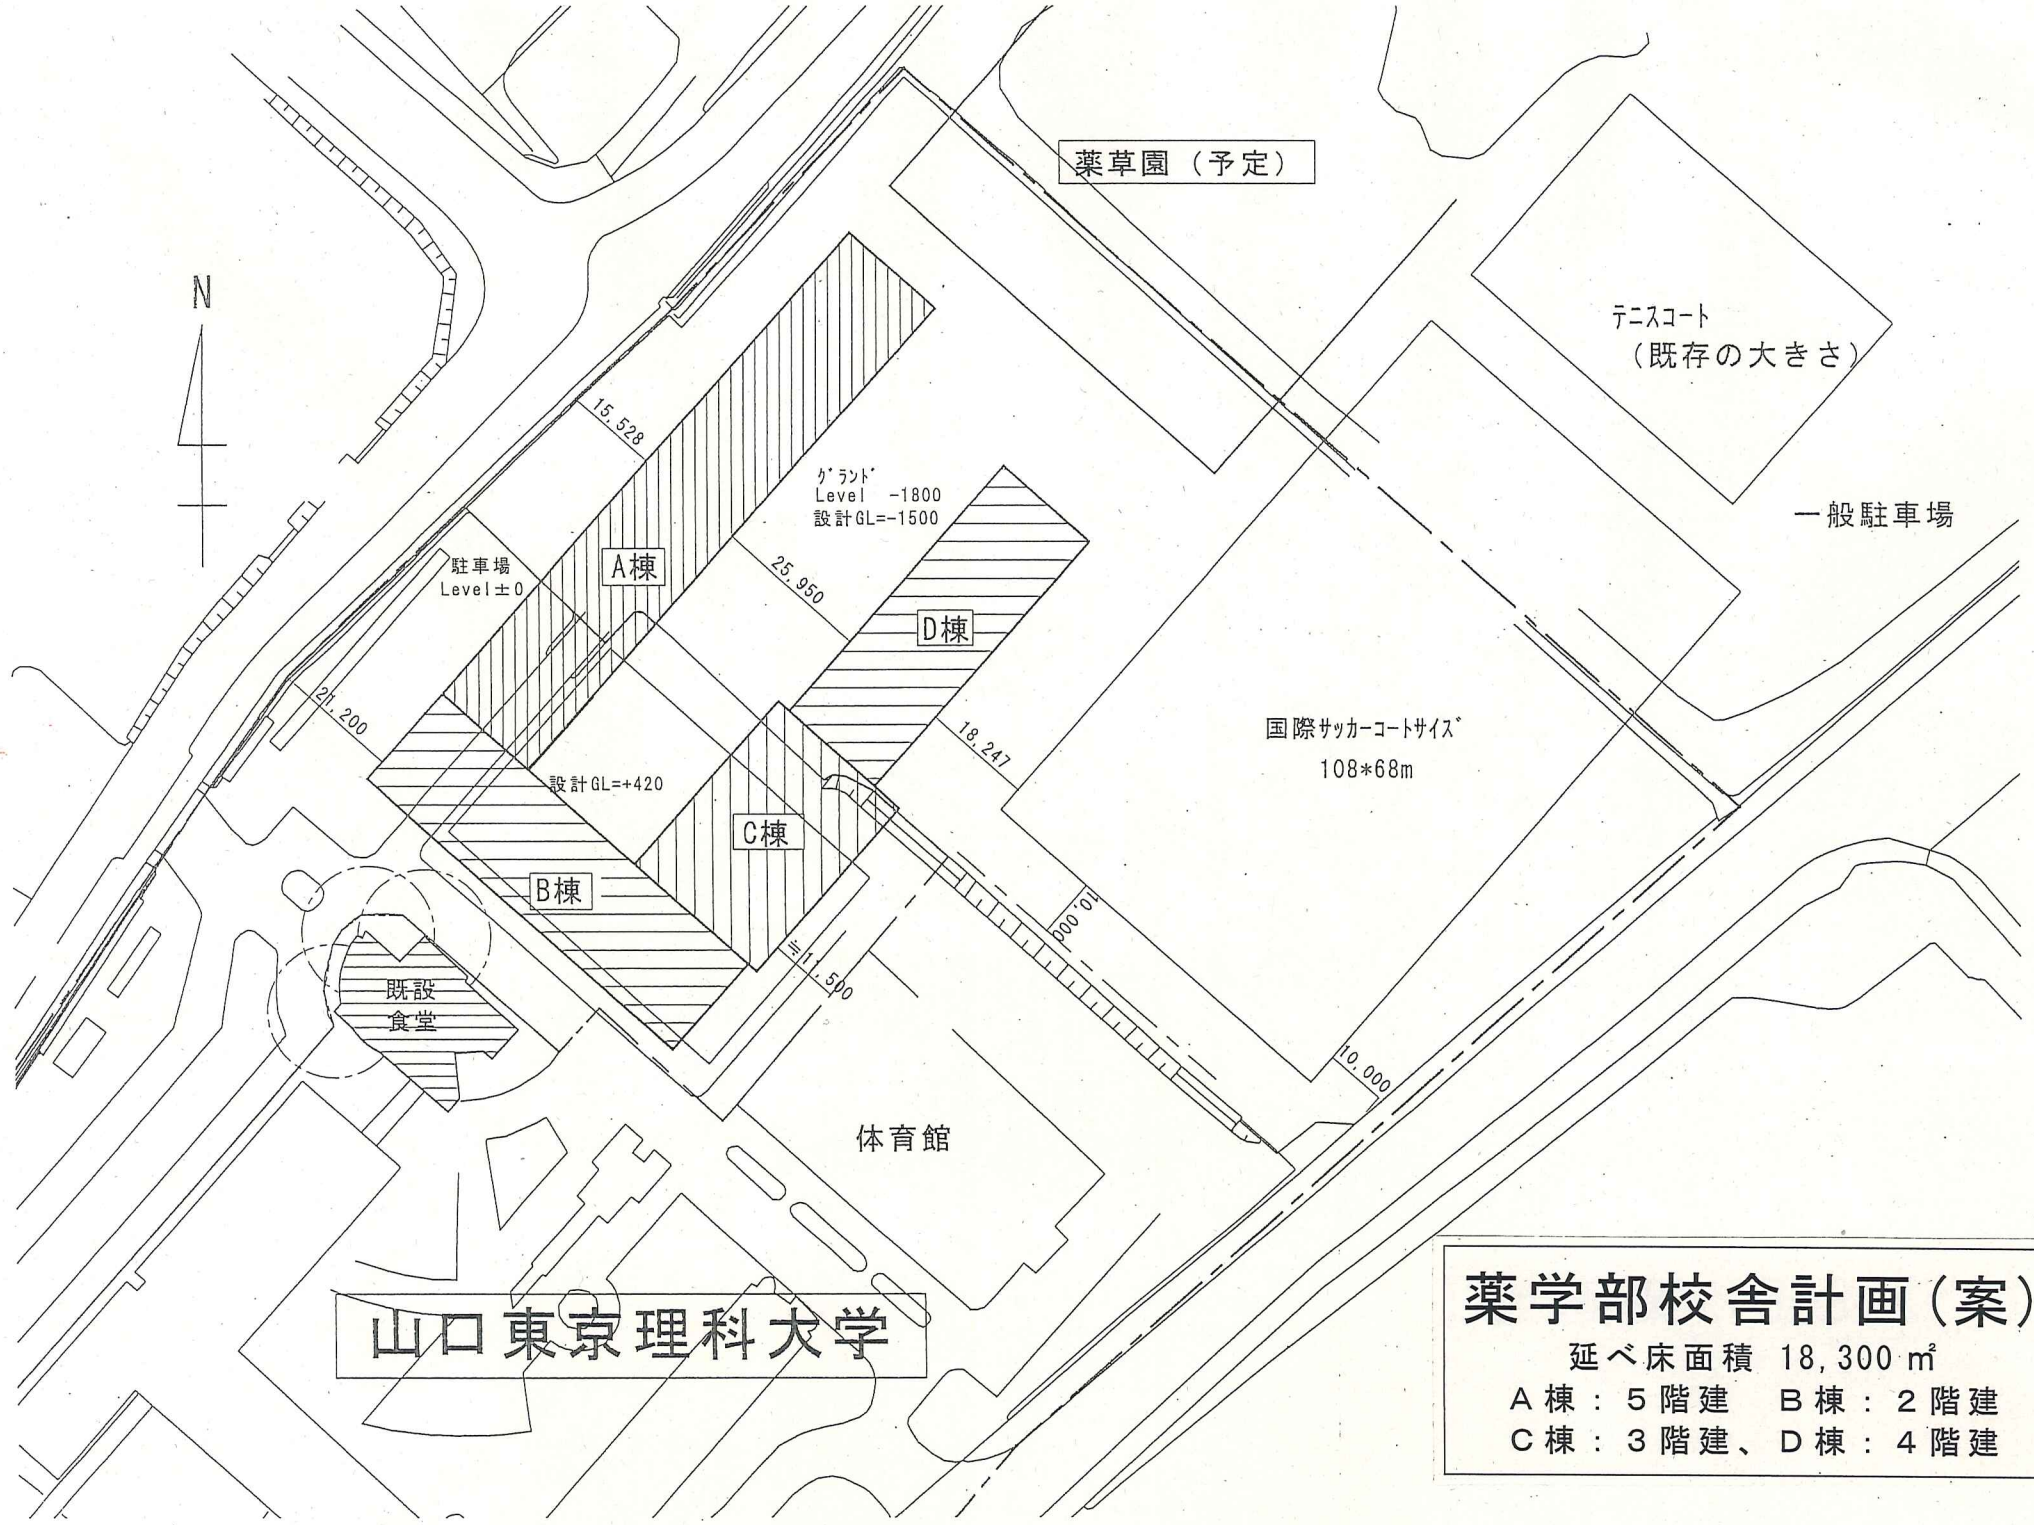 N
薬草園（予定）
テニスコート
（既存の大きさ）
一般駐車場
15,528
グランド
Level -1800
設計GL=-1500
駐車場
Level±0
A棟
25,950
D棟
21,200
18,247
国際サッカーコートサイズ
108*68m
設計GL=+420
C棟
B棟
10,000
≒11,500
既設
食堂
10,000
体育館
山口東京理科大学
薬学部校舎計画(案)
延べ床面積 18,300㎡
A棟：5階建 B棟：2階建
C棟：3階建、D棟：4階建